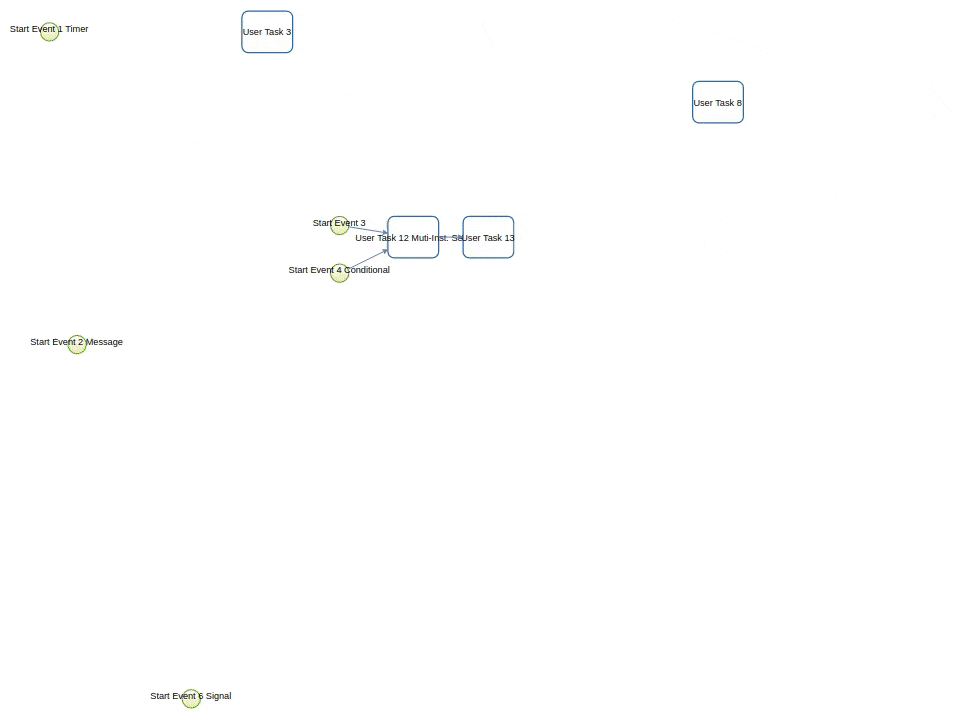 Start Event 1 Timer
User Task 3
User Task 8
Start Event 3
User Task 12 Muti-Inst. Se
User Task 13
Start Event 4 Conditional
Start Event 2 Message
Start Event 6 Signal